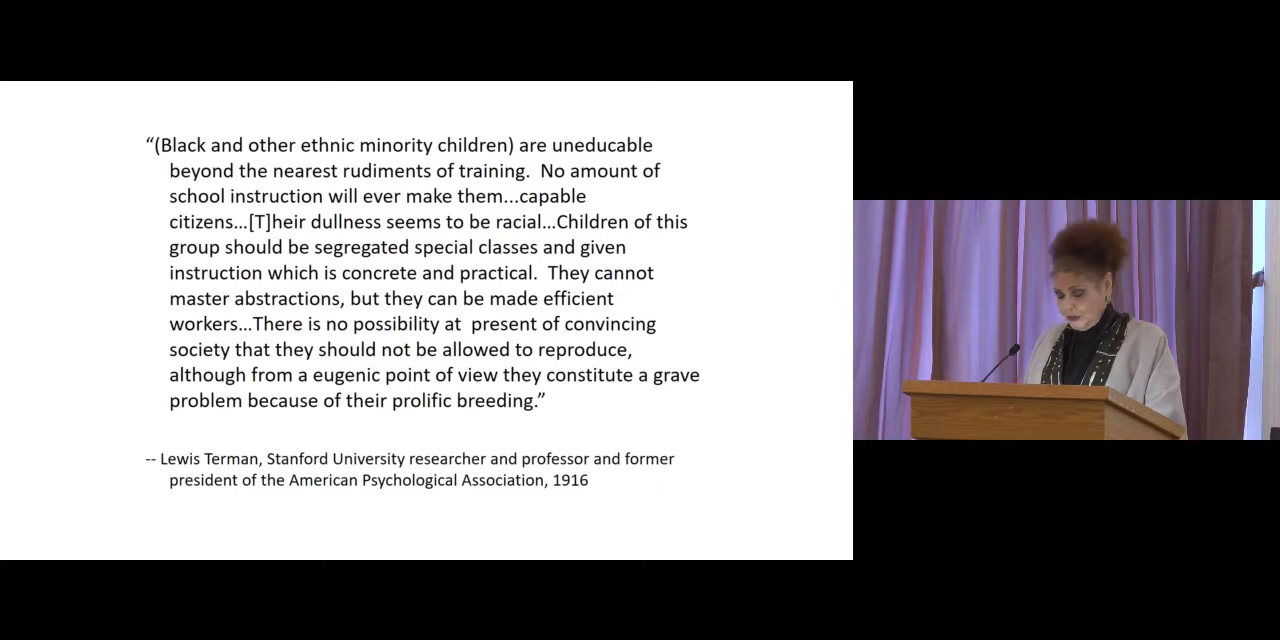 “(Black and other ethnic minority children) are uneducable
beyond the nearest rudiments of training.  No amount of
school instruction will ever make them...capable
citizens...[T]heir dullness seems to be racial...Children of this
group should be segregated special classes and given
instruction which is concrete and practical.  They cannot
master abstractions, but they can be made efficient
workers...There is no possibility at  present of convincing
society that they should not be allowed to reproduce,
although from a eugenic point of view they constitute a grave
problem because of their prolific breeding.”
-- Lewis Terman, Stanford University researcher and professor and former
president of the American Psychological Association, 1916